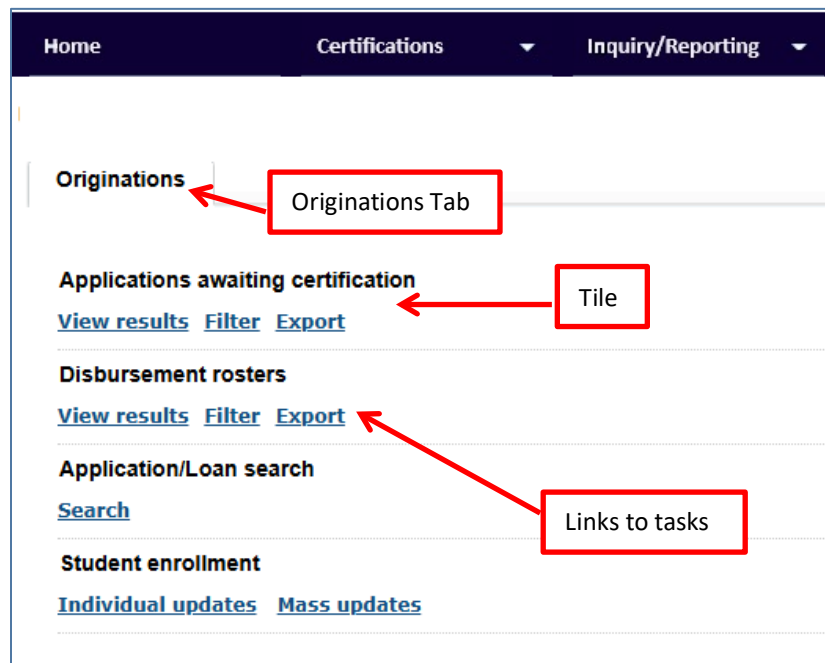 Home Certifications Inquiry/Reporting
Originations
Originations Tab
Applications awaiting certification
Tile
View results Filter Export
Disbursement rosters
View results Filter Export
Application/Loan search
Search
Links to tasks
Student enrollment
Individual updates Mass updates